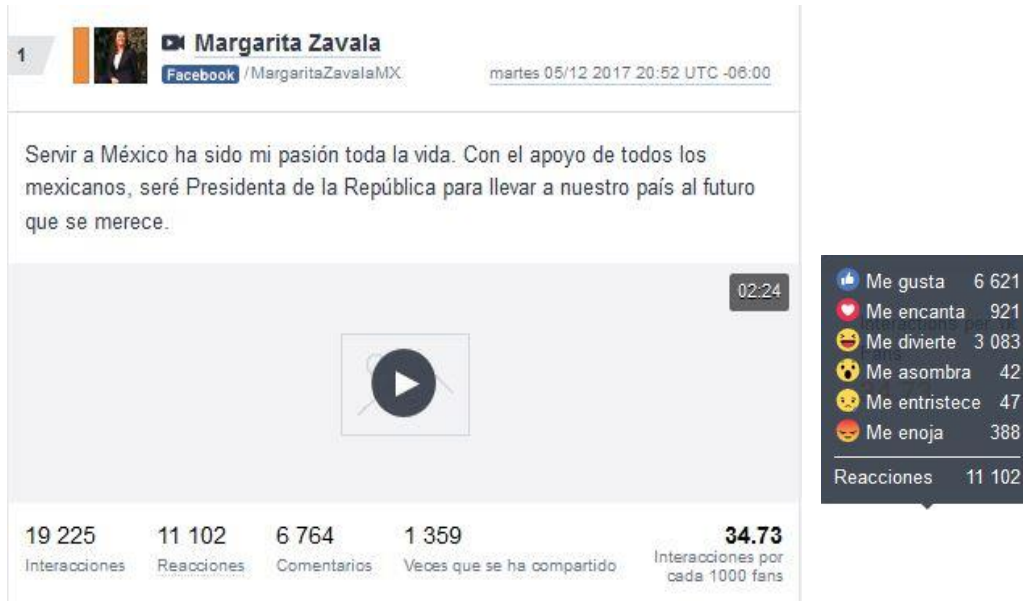 1
Margarita Zavala
Facebook /MargaritaZavalaMX
martes 05/12 2017 20:52 UTC -06:00
Servir a México ha sido mi pasión toda la vida. Con el apoyo de todos los
mexicanos, seré Presidenta de la República para llevar a nuestro país al futuro
que se merece.
02:24
19 225
Interacciones
11 102
Reacciones
6 764
Comentarios
1 359
Veces que se ha compartido
34.73
Interacciones por
cada 1000 fans
Me gusta 6 621
Me encanta 921
Me divierte 3 083
Me asombra 42
Me entristece 47
Me enoja 388
Reacciones 11 102